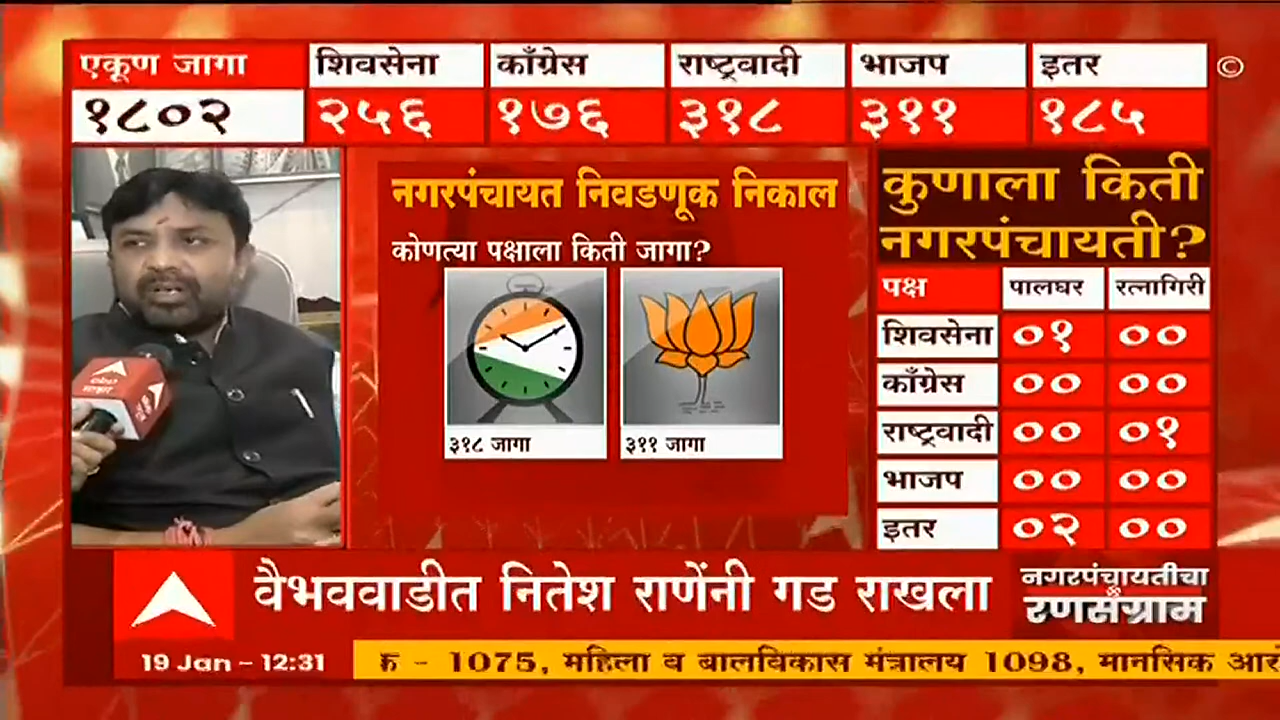 एकूण जागा शिवसेना काँग्रेस राष्ट्रवादी भाजप इतर ©
१८०२ २५६ १७६ ३१८ ३११ १८५
नगरपंचायत निवडणूक निकाल
कोणत्या पक्षाला किती जागा?
३१८ जागा ३११ जागा
कुणाला किती
नगरपंचायती?
पक्ष पालघर रत्नागिरी
शिवसेना ०१ ००
काँग्रेस ०० ००
राष्ट्रवादी ०० ०१
भाजप ०० ००
इतर ०२ ००
वैभववाडीत नितेश राणेंनी गड राखला
नगरपंचायतीचा
रणसंग्राम
19 Jan - 12:31
- 1075, महिला व बालविकास मंत्रालय 1098, मानसिक